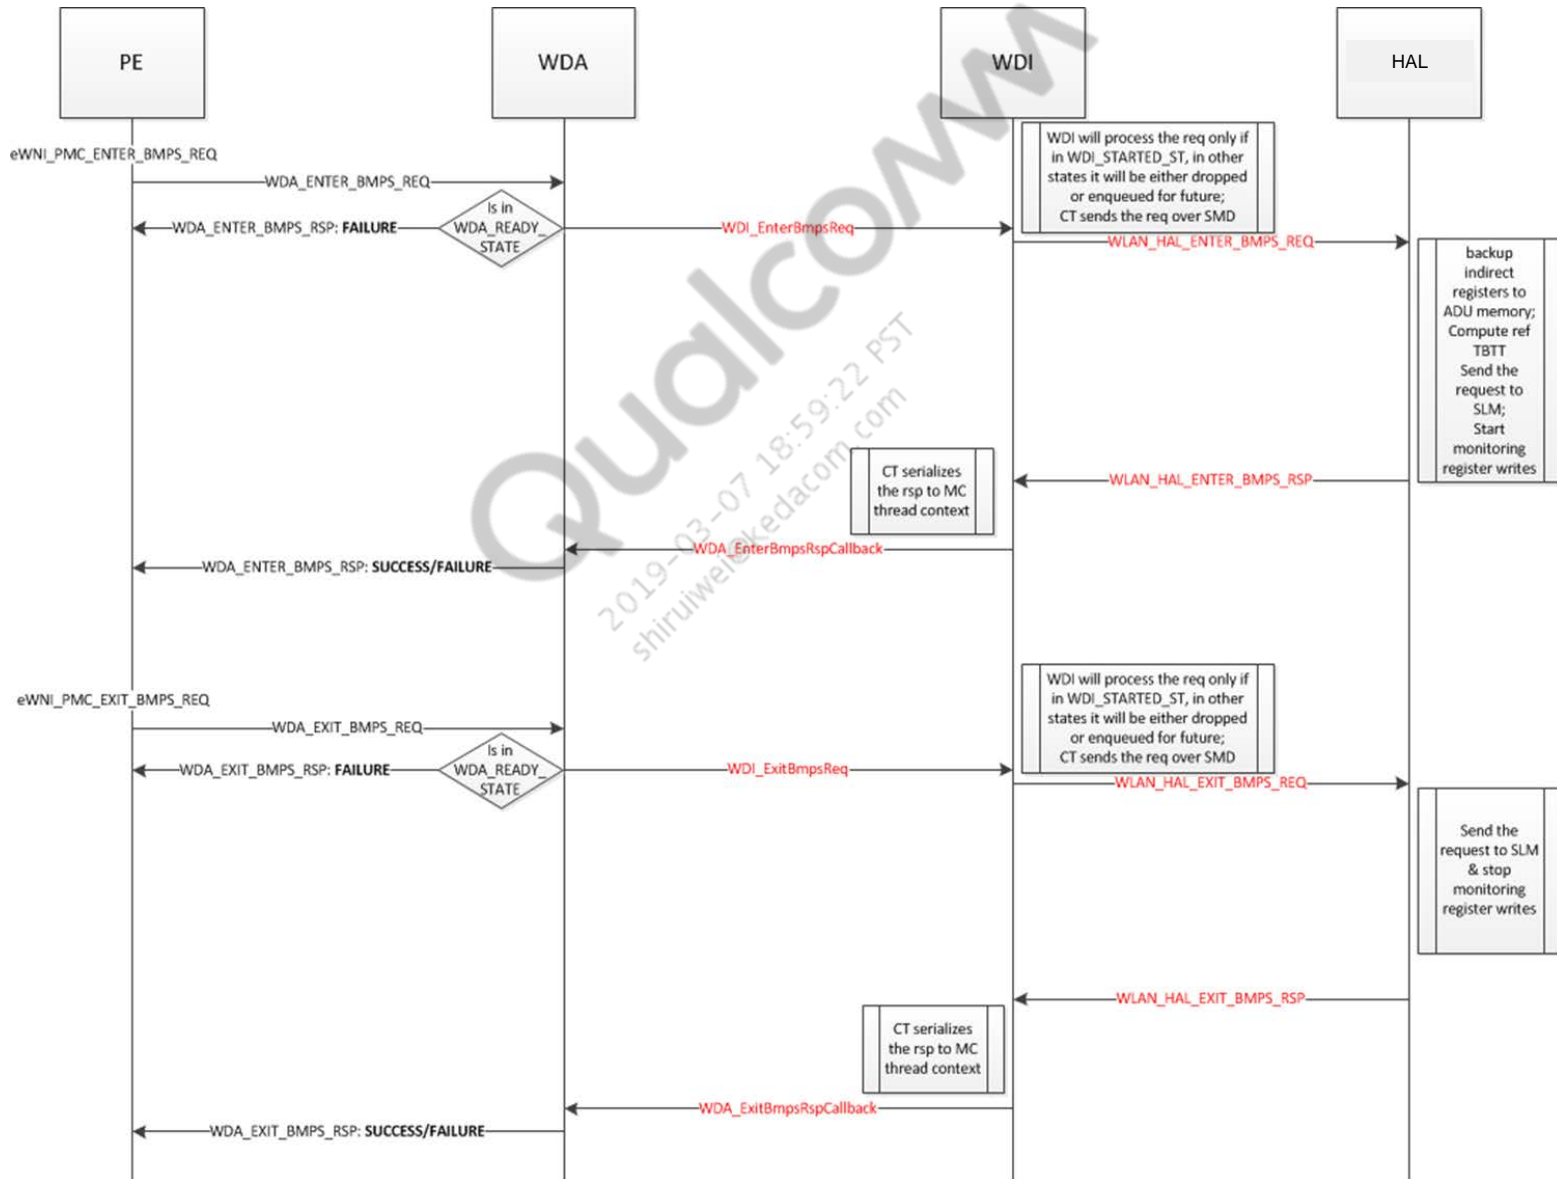 PE
WDA
WDI
HAL
eWNI_PMC_ENTER_BMPS_REQ
WDA_ENTER_BMPS_REQ
WDI will process the req only if
in WDI_STARTED_ST, in other
states it will be either dropped
or enqueued for future;
CT sends the req over SMD
WDA_ENTER_BMPS_RSP: FAILURE
Is in
WDA_READY_
STATE
WDI_EnterBmpsReq
WLAN_HAL_ENTER_BMPS_REQ
backup
indirect
registers to
ADU memory;
Compute ref
TBTT
Send the
request to
SLM;
Start
monitoring
register writes
Qualcomm
2019-03-07 18:59:22 PST
shiruiwei@kedacom.com
CT serializes
the rsp to MC
thread context
WLAN_HAL_ENTER_BMPS_RSP
WDA_EnterBmpsRspCallback
WDA_ENTER_BMPS_RSP: SUCCESS/FAILURE
eWNI_PMC_EXIT_BMPS_REQ
WDA_EXIT_BMPS_REQ
WDI will process the req only if
in WDI_STARTED_ST, in other
states it will be either dropped
or enqueued for future;
CT sends the req over SMD
WDA_EXIT_BMPS_RSP: FAILURE
Is in
WDA_READY_
STATE
WDI_ExitBmpsReq
WLAN_HAL_EXIT_BMPS_REQ
Send the
request to SLM
& stop
monitoring
register writes
WLAN_HAL_EXIT_BMPS_RSP
CT serializes
the rsp to MC
thread context
WDA_ExitBmpsRspCallback
WDA_EXIT_BMPS_RSP: SUCCESS/FAILURE